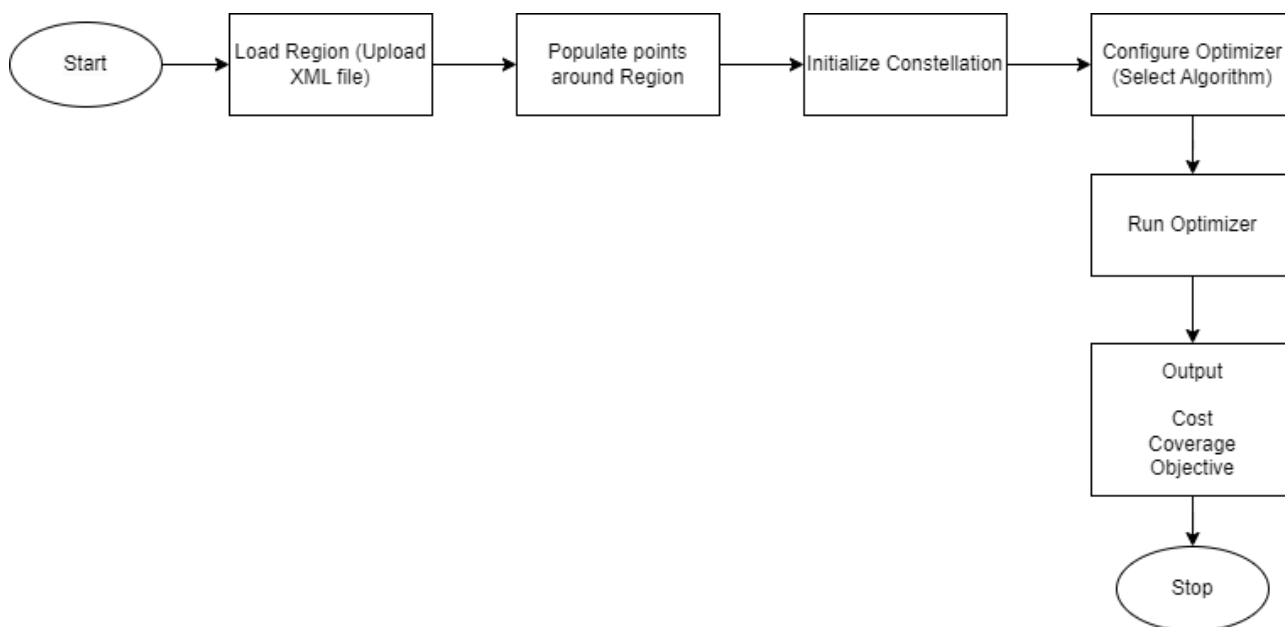 Start
Load Region (Upload
XML file)
Populate points
around Region
Initialize Constellation
Configure Optimizer
(Select Algorithm)
Run Optimizer
Output
Cost
Coverage
Objective
Stop